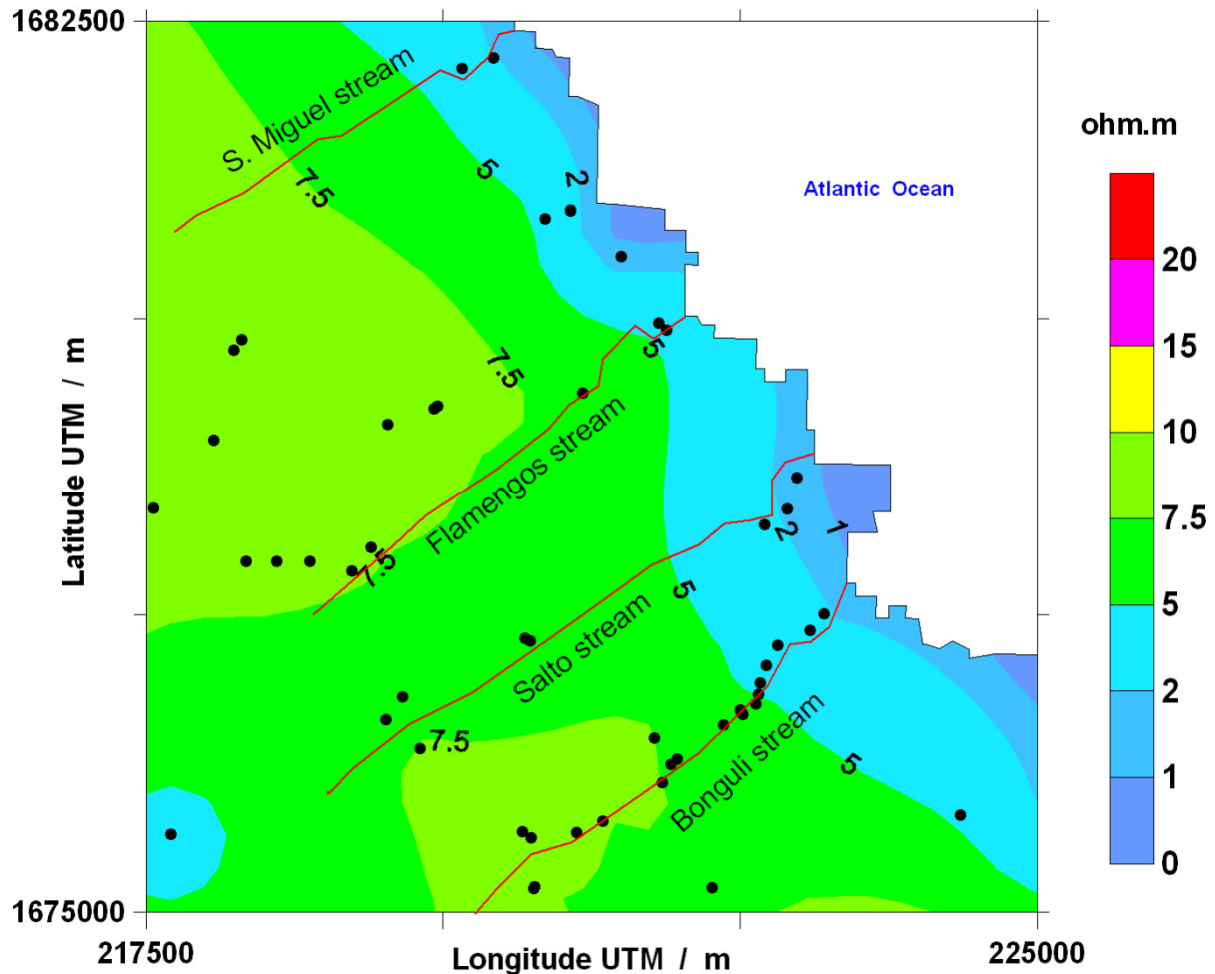 1682500
ohm.m
S. Miguel stream
Atlantic Ocean
7.5
5
2
20
15
10
7.5
5
2
1
0
7.5
5
Flamengos stream
7.5
2
1
5
Salto stream
7.5
Bonguli stream
5
Latitude UTM / m
1675000
217500
Longitude UTM / m
225000